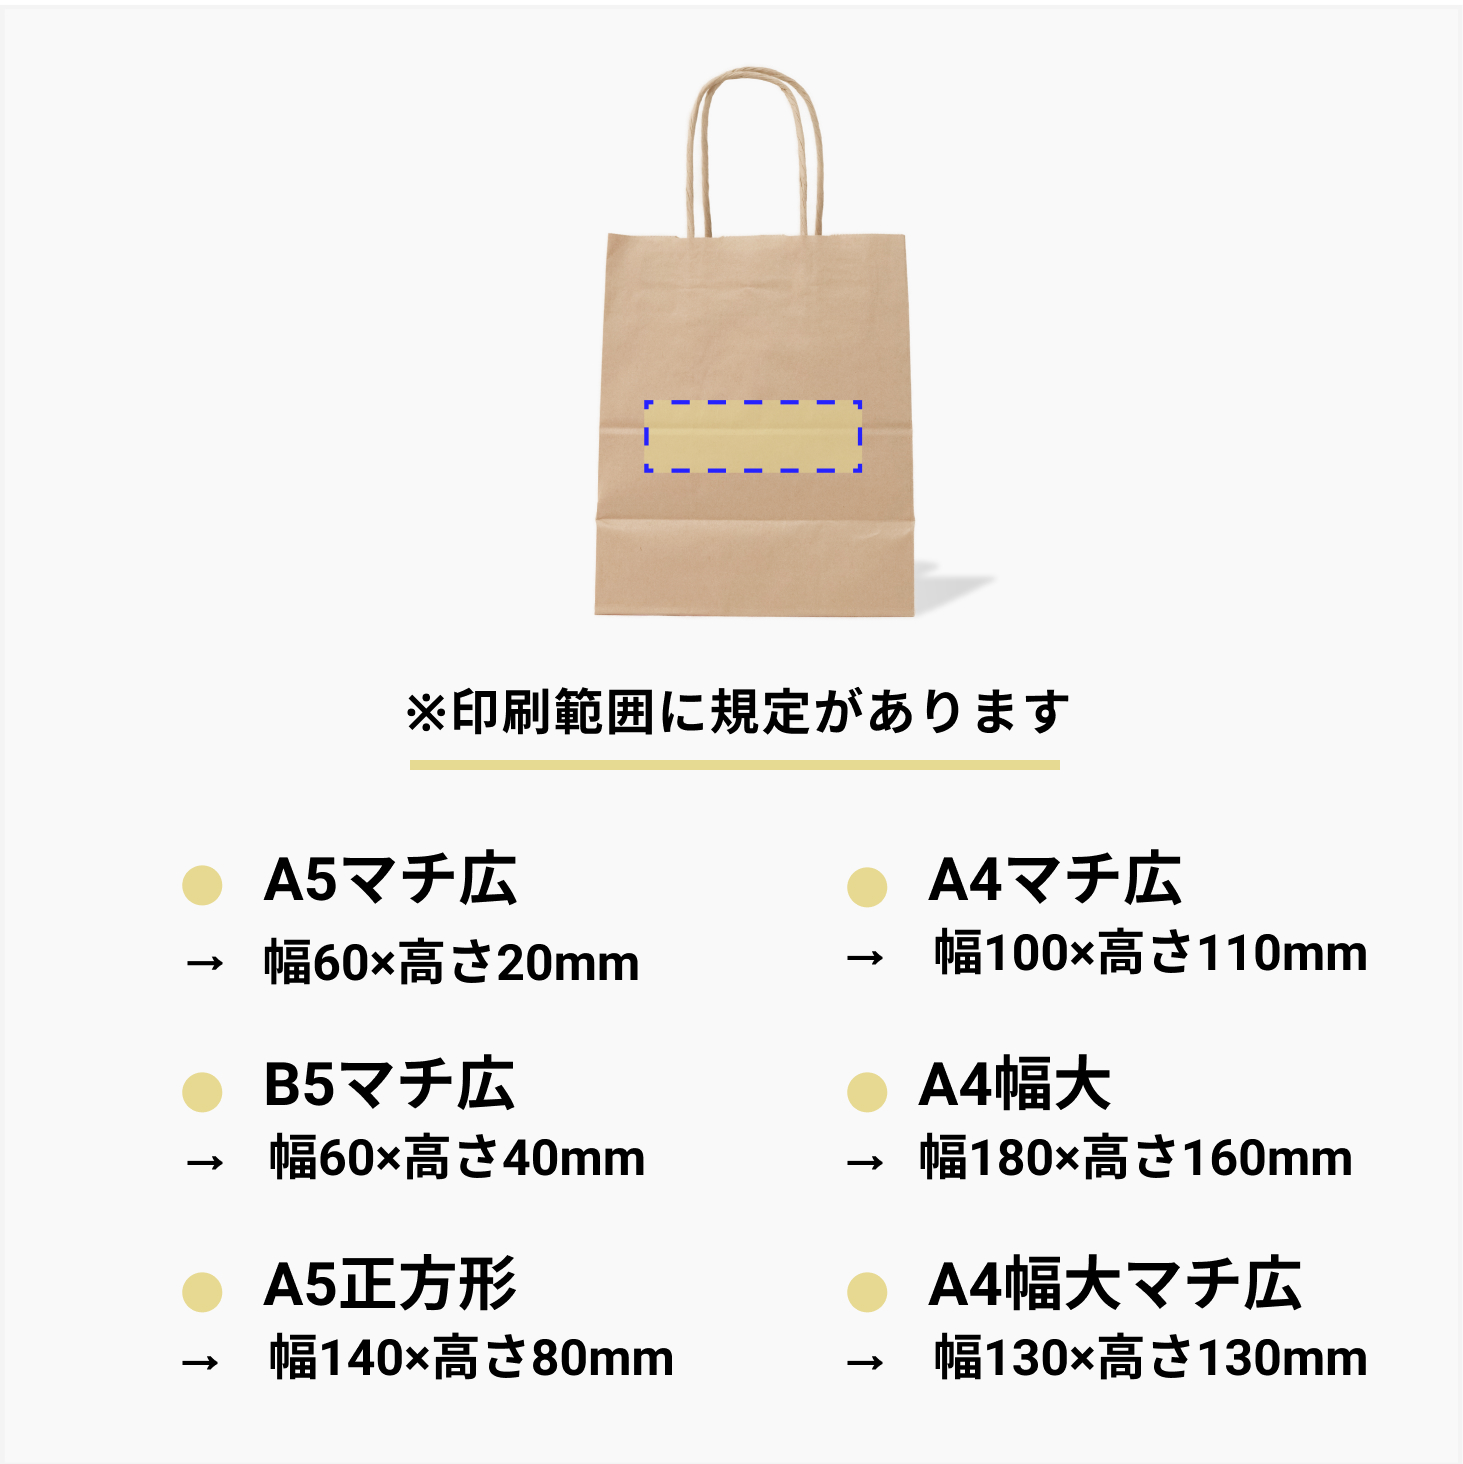 ※印刷範囲に規定があります
A5マチ広
→ 幅60×高さ20mm
B5マチ広
→ 幅60×高さ40mm
A5正方形
→ 幅140×高さ80mm
A4マチ広
→ 幅100×高さ110mm
A4幅大
→ 幅180×高さ160mm
A4幅大マチ広
→ 幅130×高さ130mm